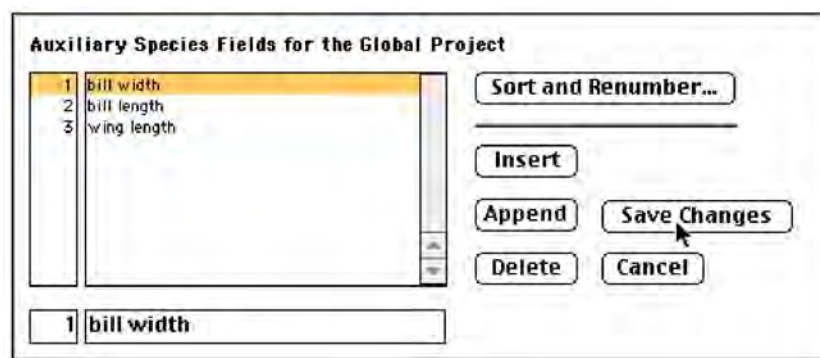 Auxiliary Species Fields for the Global Project
1 bill width
2 bill length
3 wing length
Sort and Renumber...
Insert
Append
Save Changes
Delete
Cancel
1 bill width